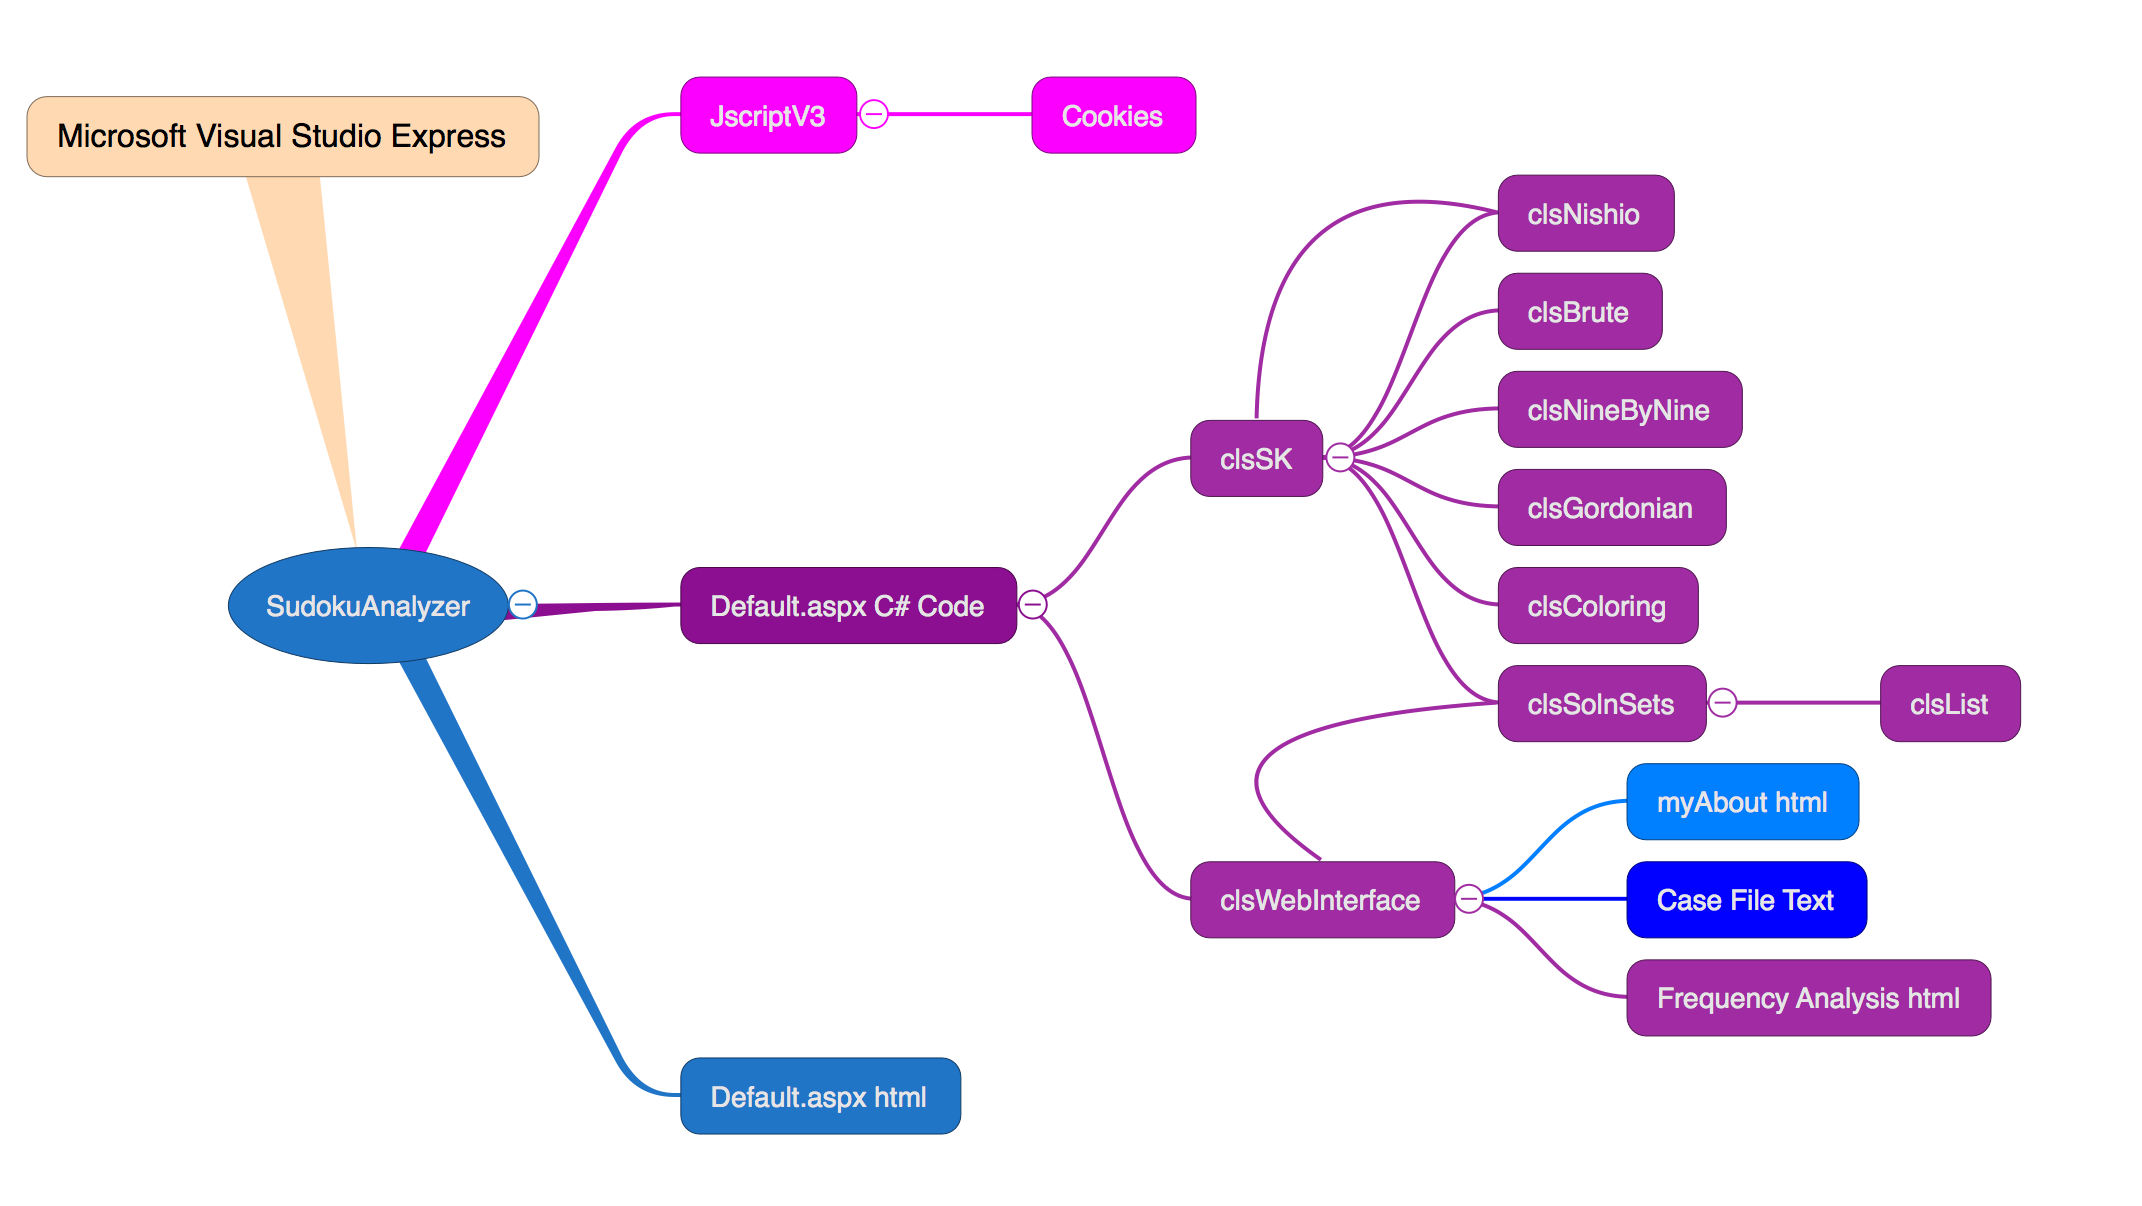 Microsoft Visual Studio Express
JscriptV3
Cookies
clsNishio
clsBrute
clsNineByNine
clsSK
clsGordonian
SudokuAnalyzer
Default.aspx C# Code
clsColoring
clsSolnSets
clsList
myAbout html
clsWebInterface
Case File Text
Frequency Analysis html
Default.aspx html